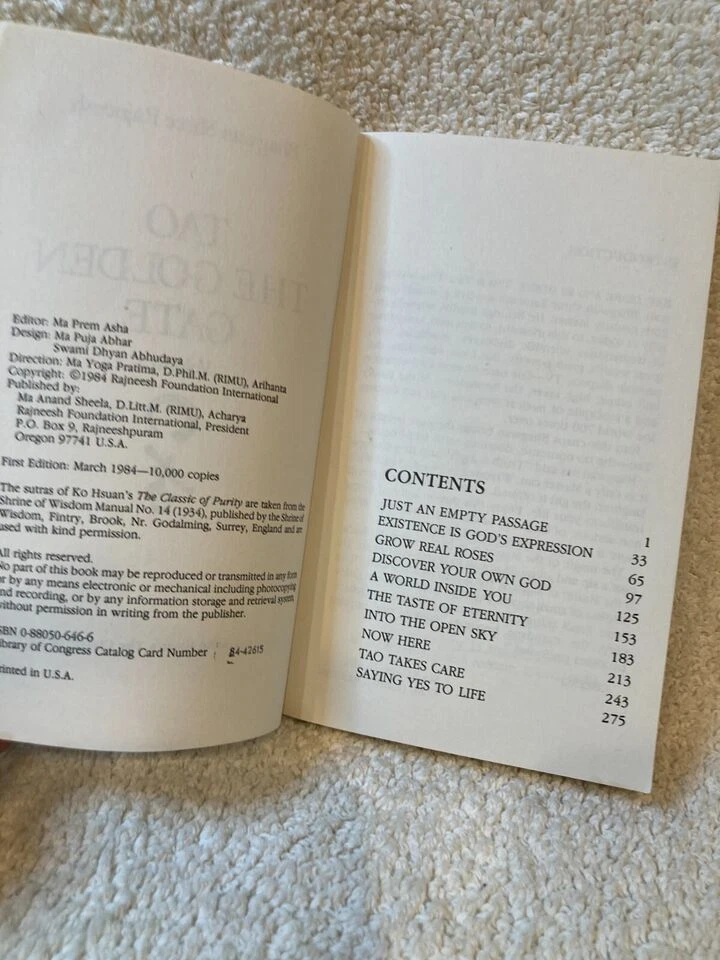 Editor: Ma Prem Asha
Design: Ma Puja Abhar
Swami Dhyan Abhudaya
Direction: Ma Yoga Pratima, D.Phil.M. (RIMU), Arihanta
Copyright: ©1984 Rajneesh Foundation International
Published by:
Ma Anand Sheela, D.Litt.M. (RIMU), Acharya
Rajneesh Foundation International, President
P.O. Box 9, Rajneeshpuram
Oregon 97741 U.S.A.
First Edition: March 1984—10,000 copies
The sutras of Ko Hsuan's The Classic of Purity are taken from the
Shrine of Wisdom Manual No. 14 (1934), published by the Shrine of
Wisdom, Fintry, Brook, Nr. Godalming, Surrey, England and are
used with kind permission.
All rights reserved.
No part of this book may be reproduced or transmitted in any form
or by any means electronic or mechanical including photocopying
and recording, or by any information storage and retrieval system,
without permission in writing from the publisher.
ISBN 0-88050-646-6
Library of Congress Catalog Card Number 84-42615
Printed in U.S.A.
TAO
THE GOLDEN
GATE
INTRODUCTION
CONTENTS
JUST AN EMPTY PASSAGE 1
EXISTENCE IS GOD'S EXPRESSION 33
GROW REAL ROSES 65
DISCOVER YOUR OWN GOD 97
A WORLD INSIDE YOU 125
THE TASTE OF ETERNITY 153
INTO THE OPEN SKY 183
NOW HERE 213
TAO TAKES CARE 243
SAYING YES TO LIFE 275